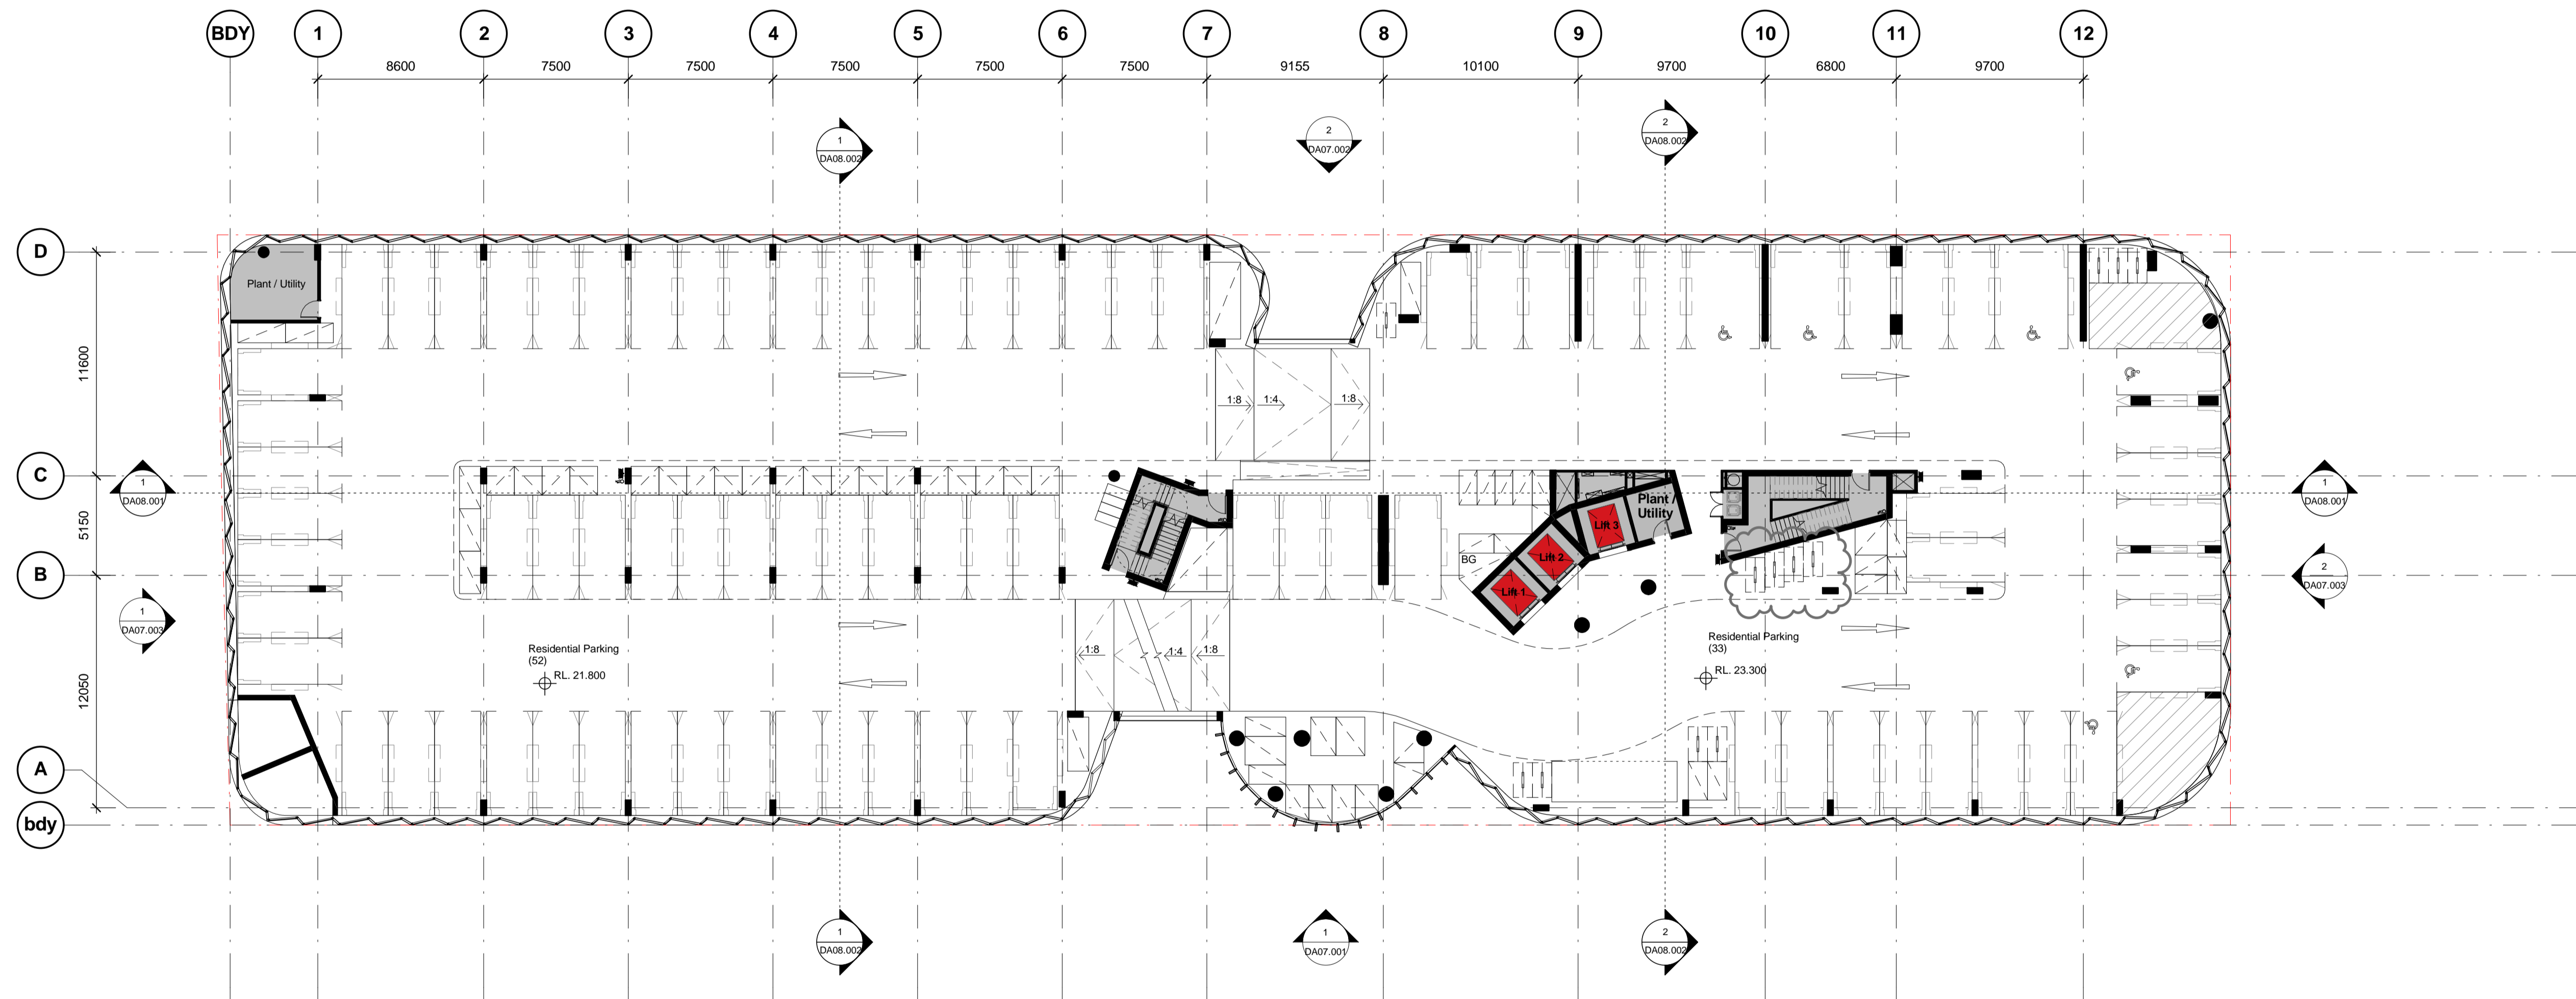 BDY 1 2 3 4 5 6 7 8 9 10 11 12
8600 7500 7500 7500 7500 7500 9155 10100 9700 6800 9700
1
DA08.002
2
DA07.002
2
DA08.002
D
C
B
A
bdy
11600
5150
12050
Plant / Utility
1:8 1:4 1:8
1
DA08.001
1
DA08.001
Plant /
Utility
Lift 3
Lift 2
Lift 1
BG
1
DA07.003
2
DA07.003
Residential Parking
(52)
RL. 21.800
1:8 1:4 1:8
Residential Parking
(33)
RL. 23.300
1
DA08.002
1
DA07.001
2
DA08.002